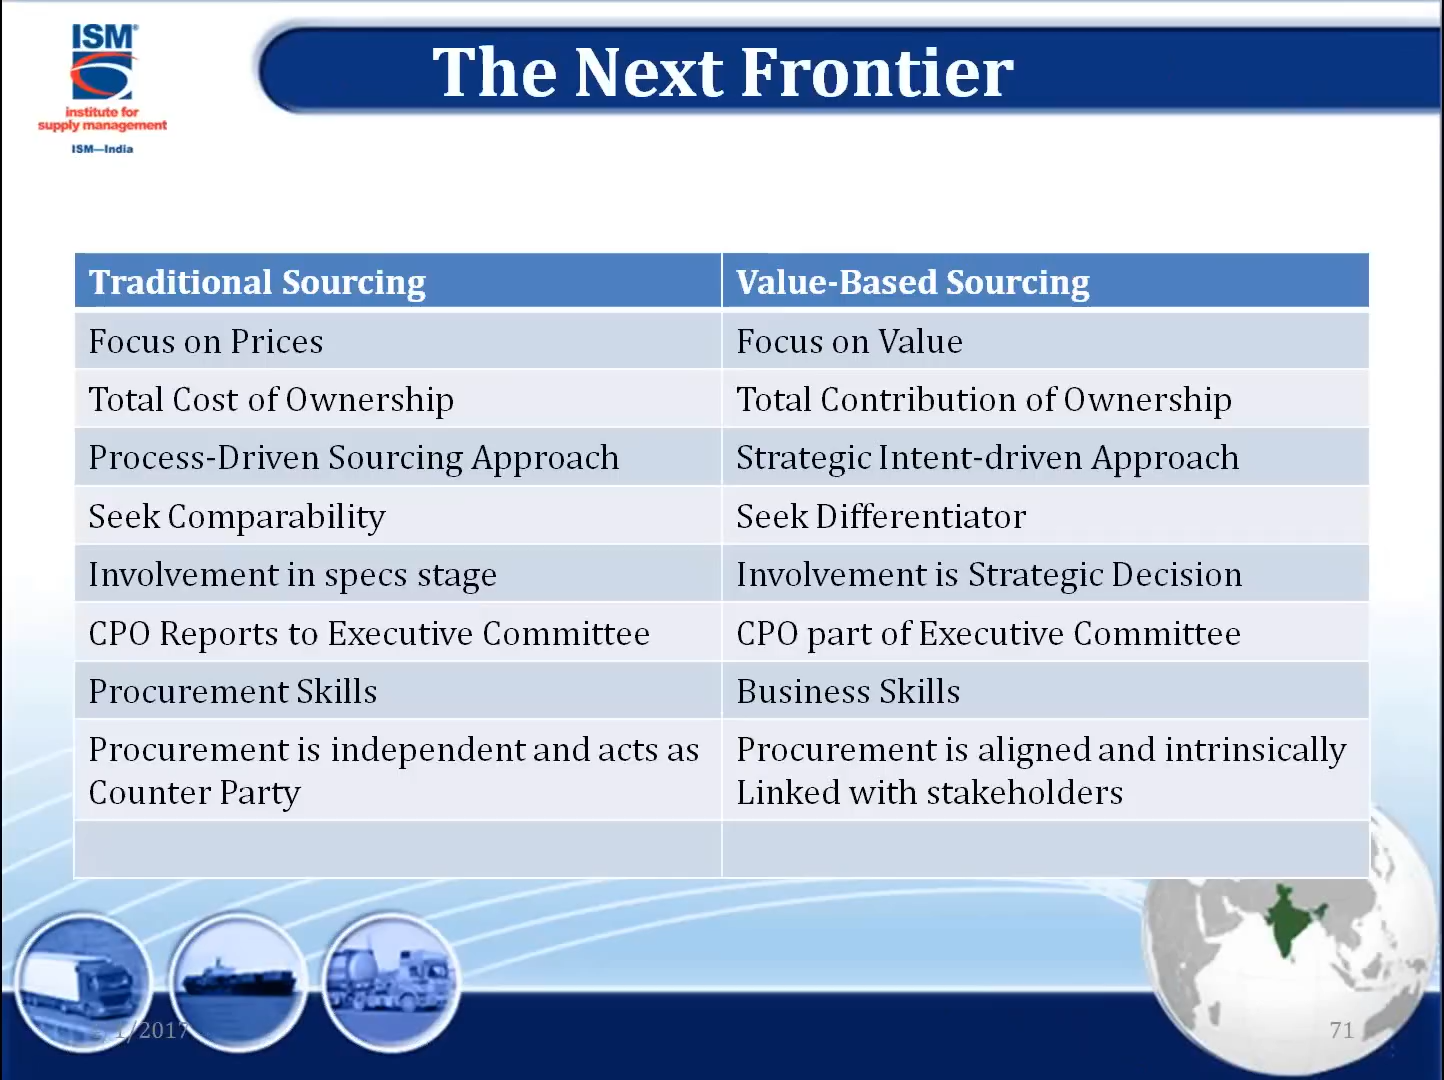 ISM®
institute for
supply management
ISM—India
The Next Frontier
Traditional Sourcing
Value-Based Sourcing
Focus on Prices
Focus on Value
Total Cost of Ownership
Total Contribution of Ownership
Process-Driven Sourcing Approach
Strategic Intent-driven Approach
Seek Comparability
Seek Differentiator
Involvement in specs stage
Involvement is Strategic Decision
CPO Reports to Executive Committee
CPO part of Executive Committee
Procurement Skills
Business Skills
Procurement is independent and acts as
Counter Party
Procurement is aligned and intrinsically
Linked with stakeholders
71